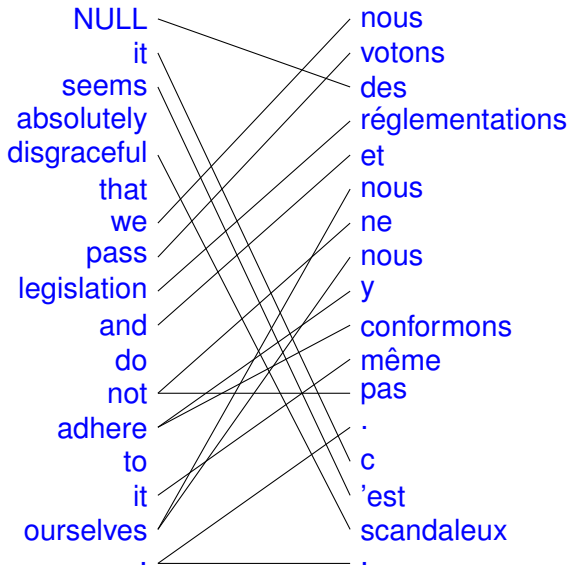 NULL
it
seems
absolutely
disgraceful
that
we
pass
legislation
and
do
not
adhere
to
it
ourselves
.
nous
votons
des
réglementations
et
nous
ne
nous
y
conformons
même
pas
.
c
'est
scandaleux
.